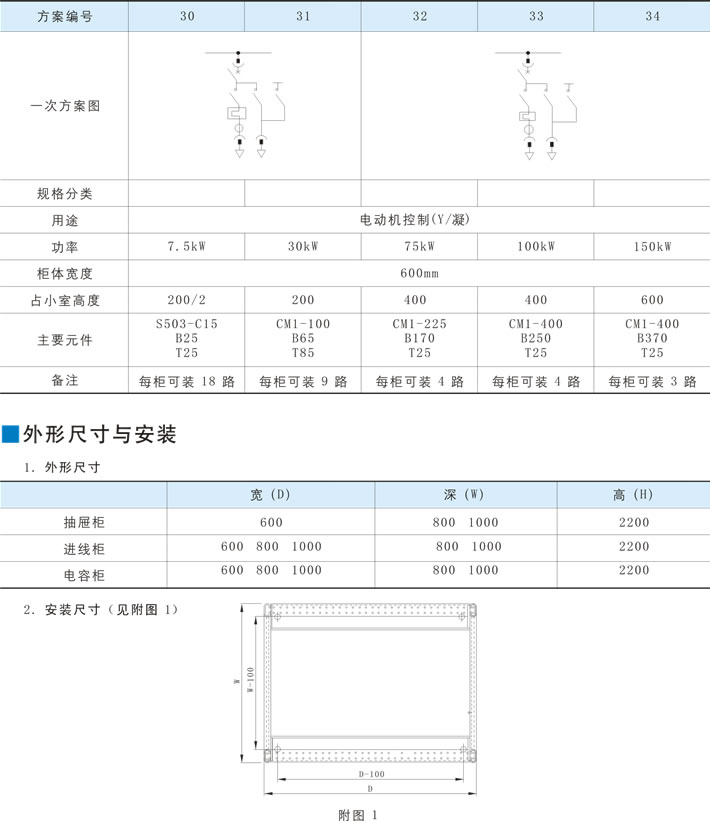 方案编号 30 31 32 33 34
一次方案图
规格分类
用途 电动机控制(Y/凝)
功率 7.5kW 30kW 75kW 100kW 150kW
柜体宽度 600mm
占小室高度 200/2 200 400 400 600
S503-C15 CM1-100 CM1-225 CM1-400 CM1-400
主要元件 B25 B65 B170 B250 B370
T25 T85 T25 T25 T25
备注 每柜可装 18 路 每柜可装 9 路 每柜可装 4 路 每柜可装 4 路 每柜可装 3 路
外形尺寸与安装
1. 外形尺寸
宽 (D) 深 (W) 高 (H)
抽屉柜 600 800 1000 2200
进线柜 600 800 1000 800 1000 2200
电容柜 600 800 1000 800 1000 2200
2. 安装尺寸（见附图 1）
W
W-100
D-100
D
附图 1